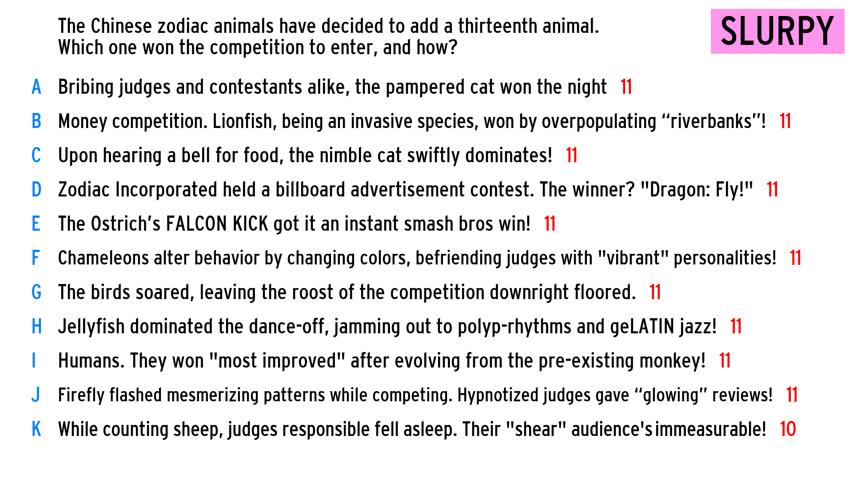 The Chinese zodiac animals have decided to add a thirteenth animal.
Which one won the competition to enter, and how?
SLURPY
A Bribing judges and contestants alike, the pampered cat won the night 11
B Money competition. Lionfish, being an invasive species, won by overpopulating “riverbanks”! 11
C Upon hearing a bell for food, the nimble cat swiftly dominates! 11
D Zodiac Incorporated held a billboard advertisement contest. The winner? "Dragon: Fly!" 11
E The Ostrich’s FALCON KICK got it an instant smash bros win! 11
F Chameleons alter behavior by changing colors, befriending judges with "vibrant" personalities! 11
G The birds soared, leaving the roost of the competition downright floored. 11
H Jellyfish dominated the dance-off, jamming out to polyp-rhythms and geLATIN jazz! 11
I Humans. They won "most improved" after evolving from the pre-existing monkey! 11
J Firefly flashed mesmerizing patterns while competing. Hypnotized judges gave “glowing” reviews! 11
K While counting sheep, judges responsible fell asleep. Their "shear" audience's immeasurable! 10